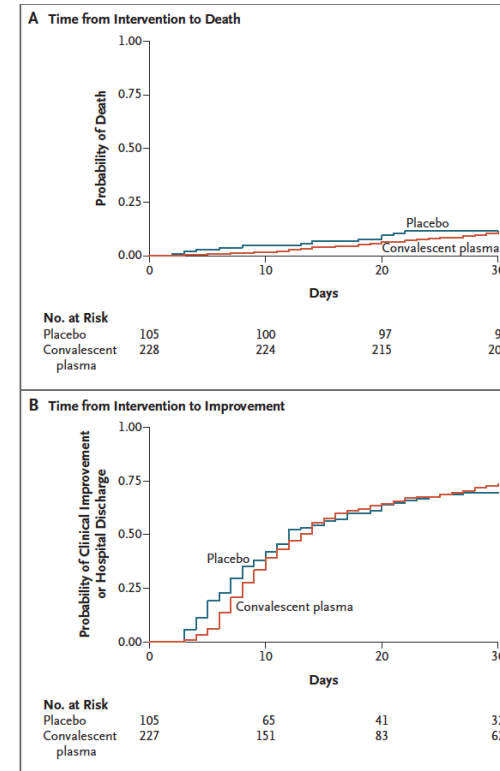 A Time from Intervention to Death
1.00
0.75
0.50
0.25
0.00
Probability of Death
Placebo
Convalescent plasma
0 10 20 30
Days
No. at Risk
Placebo 105 100 97
Convalescent 228 224 215
plasma
B Time from Intervention to Improvement
1.00
0.75
0.50
0.25
0.00
Probability of Clinical Improvement
or Hospital Discharge
Placebo
Convalescent plasma
0 10 20 30
Days
No. at Risk
Placebo 105 65 41
Convalescent 227 151 83
plasma